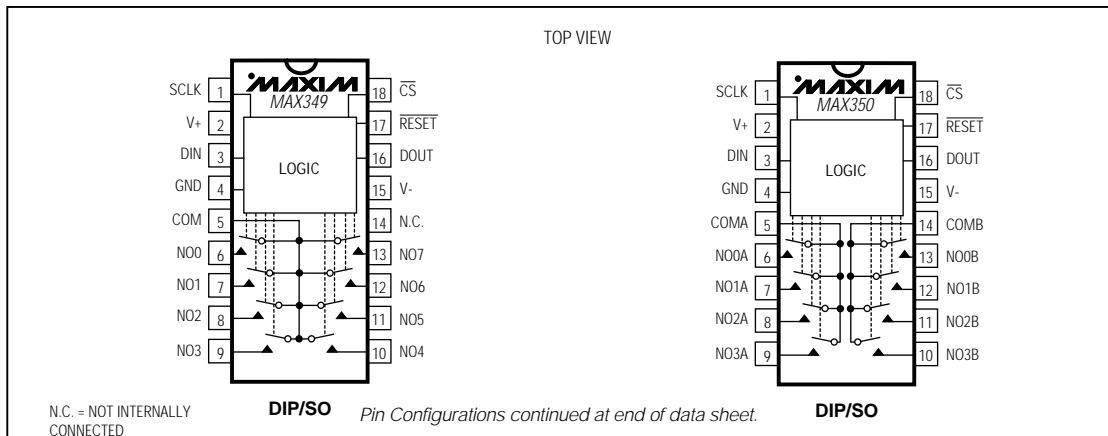 TOP VIEW
MAXIM
MAX349
LOGIC
SCLK 1
V+ 2
DIN 3
GND 4
COM 5
NO0 6
NO1 7
NO2 8
NO3 9
18 CS
17 RESET
16 DOUT
15 V-
14 N.C.
13 NO7
12 NO6
11 NO5
10 NO4
DIP/SO
MAXIM
MAX350
LOGIC
SCLK 1
V+ 2
DIN 3
GND 4
COMA 5
NO0A 6
NO1A 7
NO2A 8
NO3A 9
18 CS
17 RESET
16 DOUT
15 V-
14 COMB
13 NO0B
12 NO1B
11 NO2B
10 NO3B
DIP/SO
N.C. = NOT INTERNALLY
CONNECTED
Pin Configurations continued at end of data sheet.